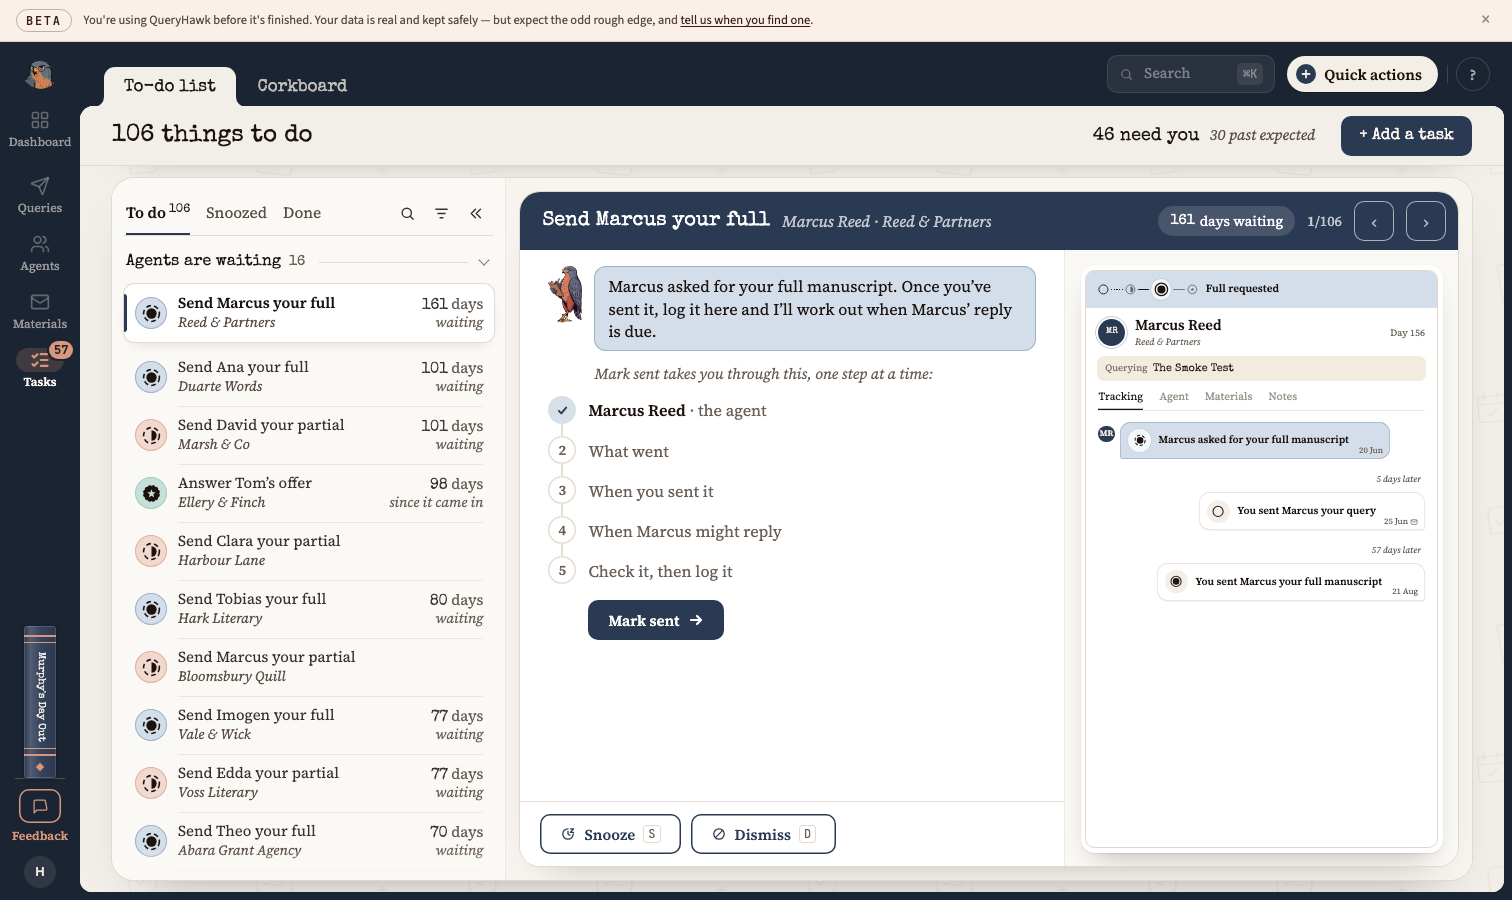 BETA
You're using QueryHawk before it's finished. Your data is real and kept safely — but expect the odd rough edge, and tell us when you find one.
×
To-do list
Corkboard
Search
⌘K
Quick actions
?
Dashboard
Queries
Agents
Materials
57
Tasks
Murphy's Day Out
Feedback
H
106 things to do
46 need you
30 past expected
+ Add a task
To do 106
Snoozed
Done
Agents are waiting 16
Send Marcus your full
161 days
Reed & Partners
waiting
Send Ana your full
101 days
Duarte Words
waiting
Send David your partial
101 days
Marsh & Co
waiting
Answer Tom's offer
98 days
Ellery & Finch
since it came in
Send Clara your partial
Harbour Lane
Send Tobias your full
80 days
Hark Literary
waiting
Send Marcus your partial
Bloomsbury Quill
Send Imogen your full
77 days
Vale & Wick
waiting
Send Edda your partial
77 days
Voss Literary
waiting
Send Theo your full
70 days
Abara Grant Agency
waiting
Send Marcus your full
Marcus Reed · Reed & Partners
161 days waiting
1/106
Marcus asked for your full manuscript. Once you've
sent it, log it here and I'll work out when Marcus' reply
is due.
Mark sent takes you through this, one step at a time:
Marcus Reed · the agent
2 What went
3 When you sent it
4 When Marcus might reply
5 Check it, then log it
Mark sent →
Snooze S
Dismiss D
Full requested
MR
Marcus Reed
Reed & Partners
Day 156
Querying The Smoke Test
Tracking
Agent
Materials
Notes
MR
Marcus asked for your full manuscript
20 Jun
5 days later
You sent Marcus your query
25 Jun
57 days later
You sent Marcus your full manuscript
21 Aug